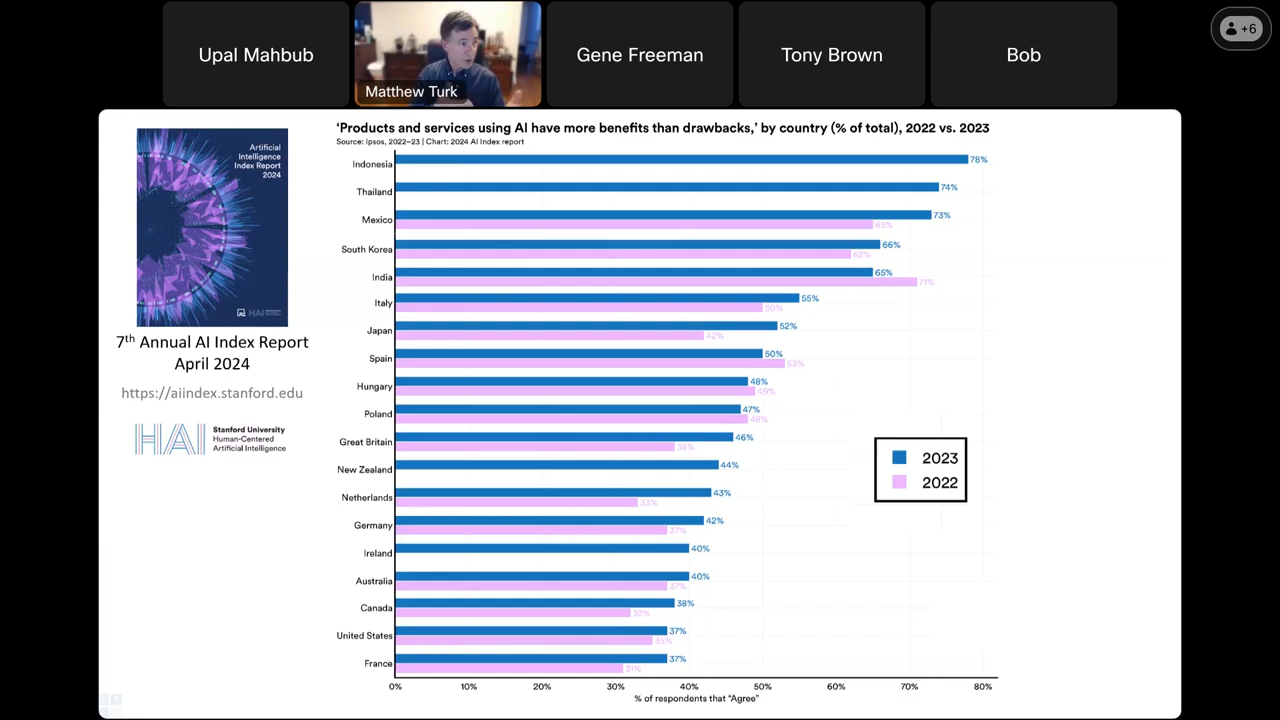 Upal Mahbub
Matthew Turk
Gene Freeman
Tony Brown
Bob
+6
Artificial
Intelligence
Index Report
2024
HAI
7th Annual AI Index Report
April 2024
https://aiindex.stanford.edu
HAI
Stanford University
Human-Centered
Artificial Intelligence
‘Products and services using AI have more benefits than drawbacks,’ by country (% of total), 2022 vs. 2023
Source: Ipsos, 2022–23 | Chart: 2024 AI Index report
Indonesia 78%
Thailand 74%
Mexico 73%
65%
South Korea 66%
62%
India 65%
71%
Italy 55%
50%
Japan 52%
42%
Spain 50%
53%
Hungary 48%
49%
Poland 47%
48%
Great Britain 46%
38%
New Zealand 44%
Netherlands 43%
33%
Germany 42%
37%
Ireland 40%
Australia 40%
37%
Canada 38%
32%
United States 37%
35%
France 37%
31%
2023
2022
0% 10% 20% 30% 40% 50% 60% 70% 80%
% of respondents that “Agree”